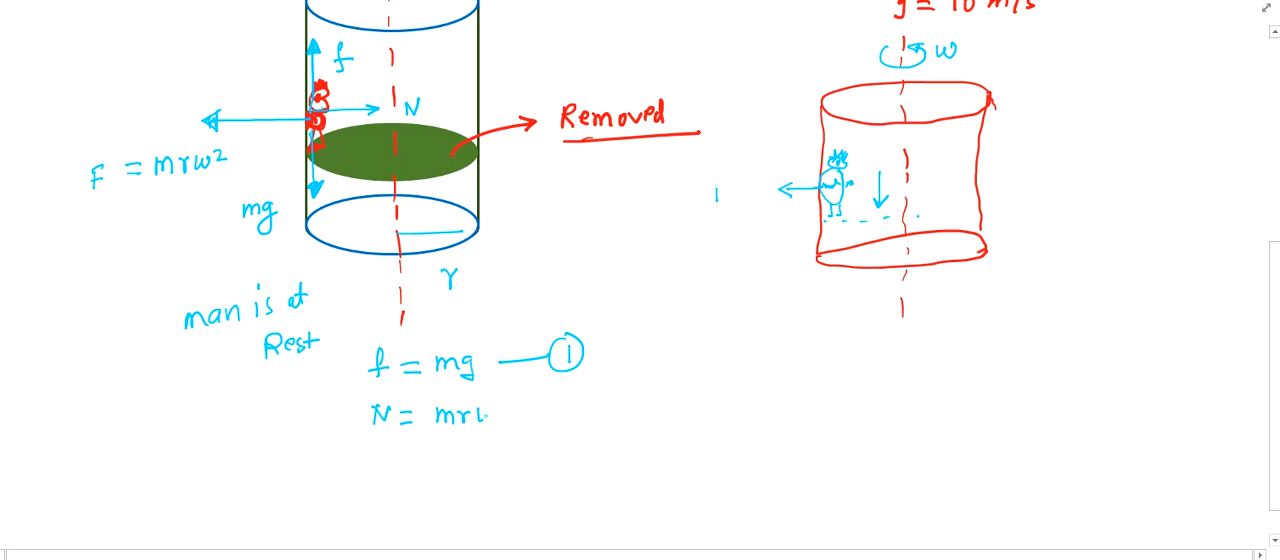 g = 10 m/s
ω
f
N
Removed
F = mrω²
mg
r
man is at
Rest
f = mg — ①
N = mr